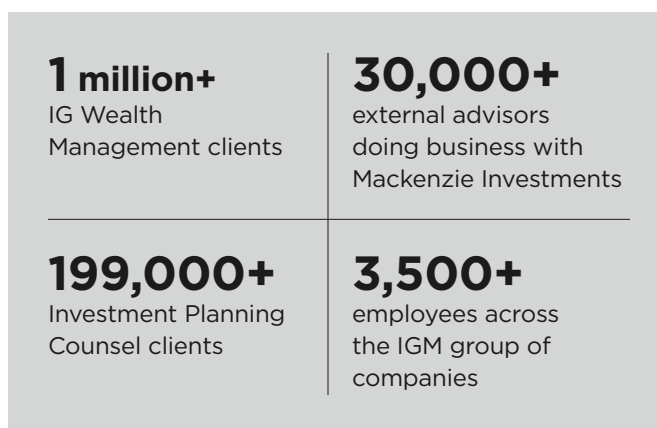 1 million+
IG Wealth
Management clients
30,000+
external advisors
doing business with
Mackenzie Investments
199,000+
Investment Planning
Counsel clients
3,500+
employees across
the IGM group of
companies